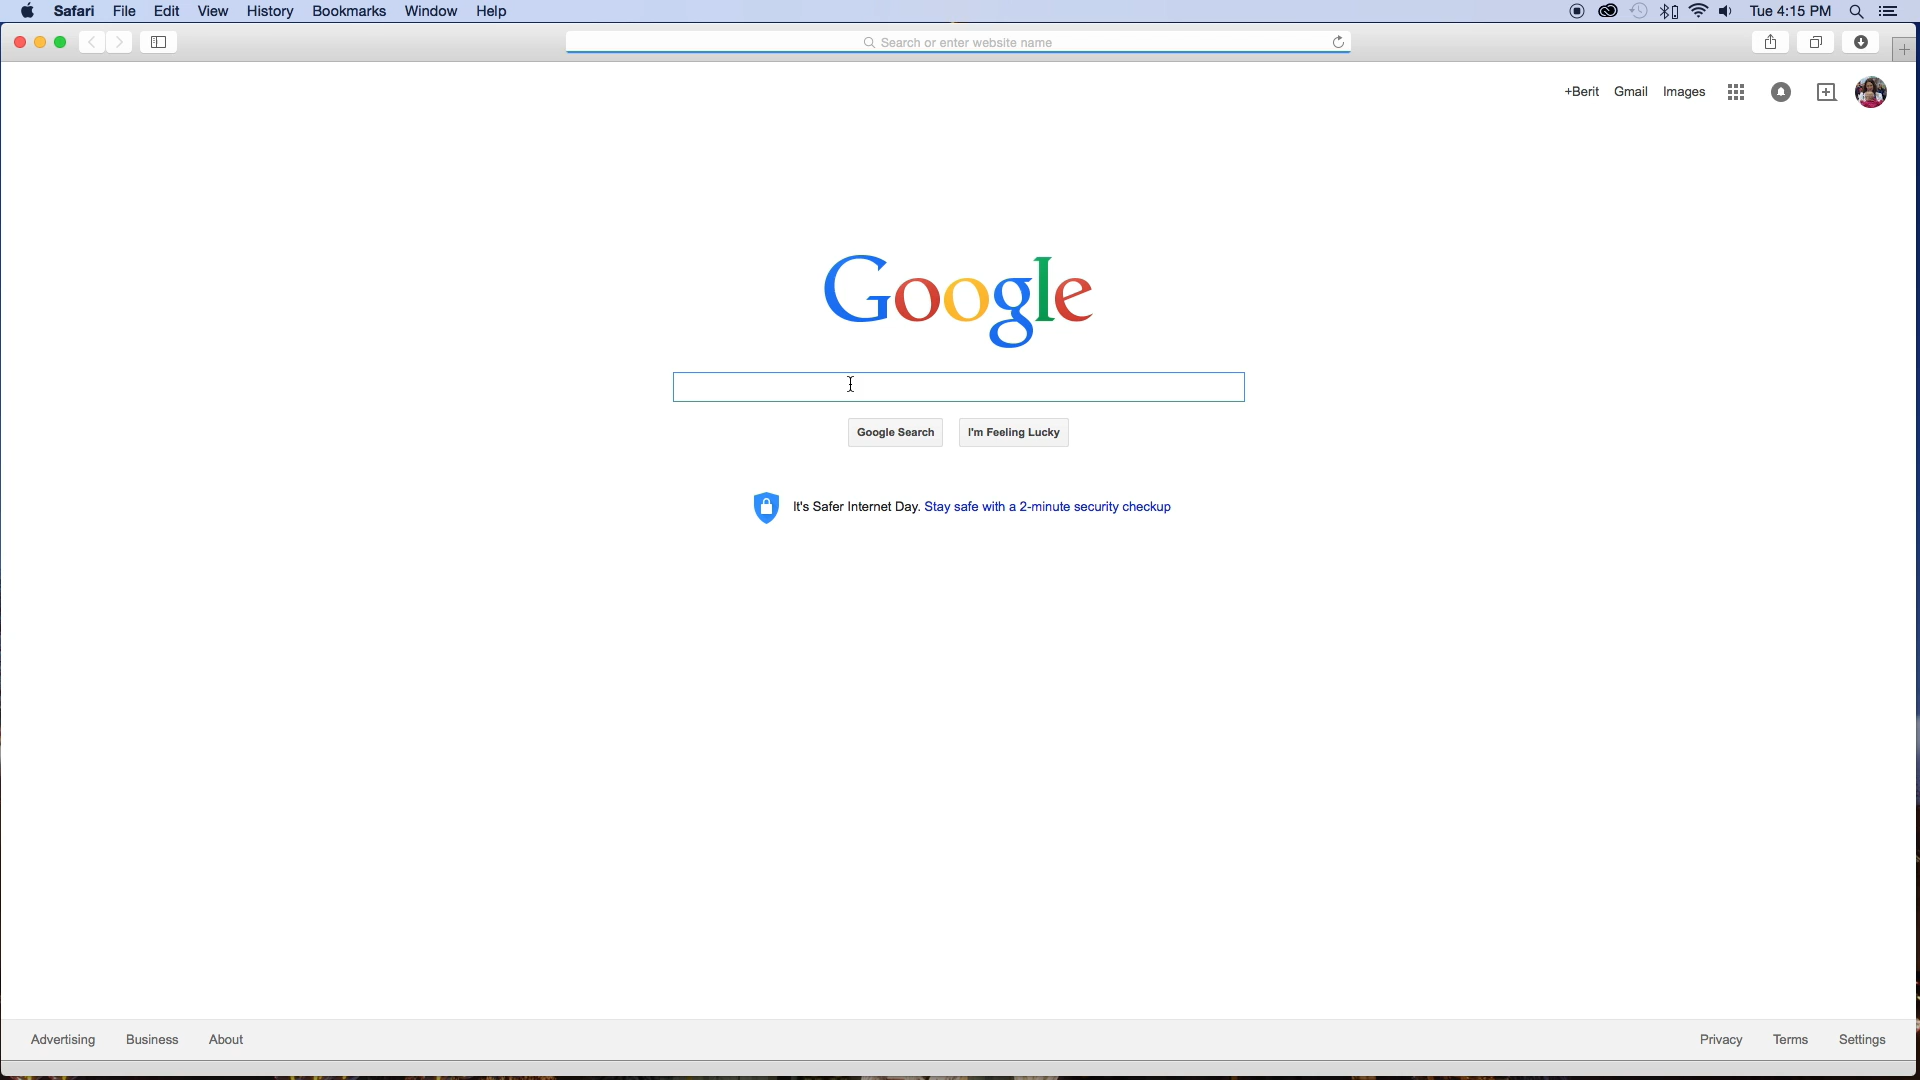 Safari File Edit View History Bookmarks Window Help Tue 4:15 PM
Search or enter website name
+Berit Gmail Images
Google
Google Search I'm Feeling Lucky
It's Safer Internet Day. Stay safe with a 2-minute security checkup
Advertising Business About Privacy Terms Settings